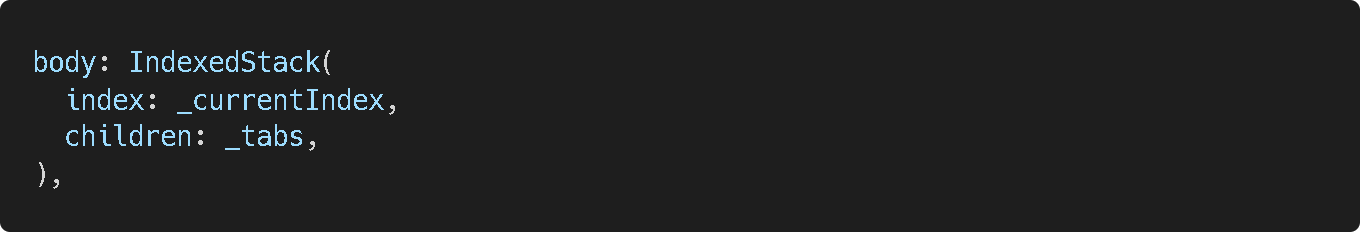 body: IndexedStack(
  index: _currentIndex,
  children: _tabs,
),